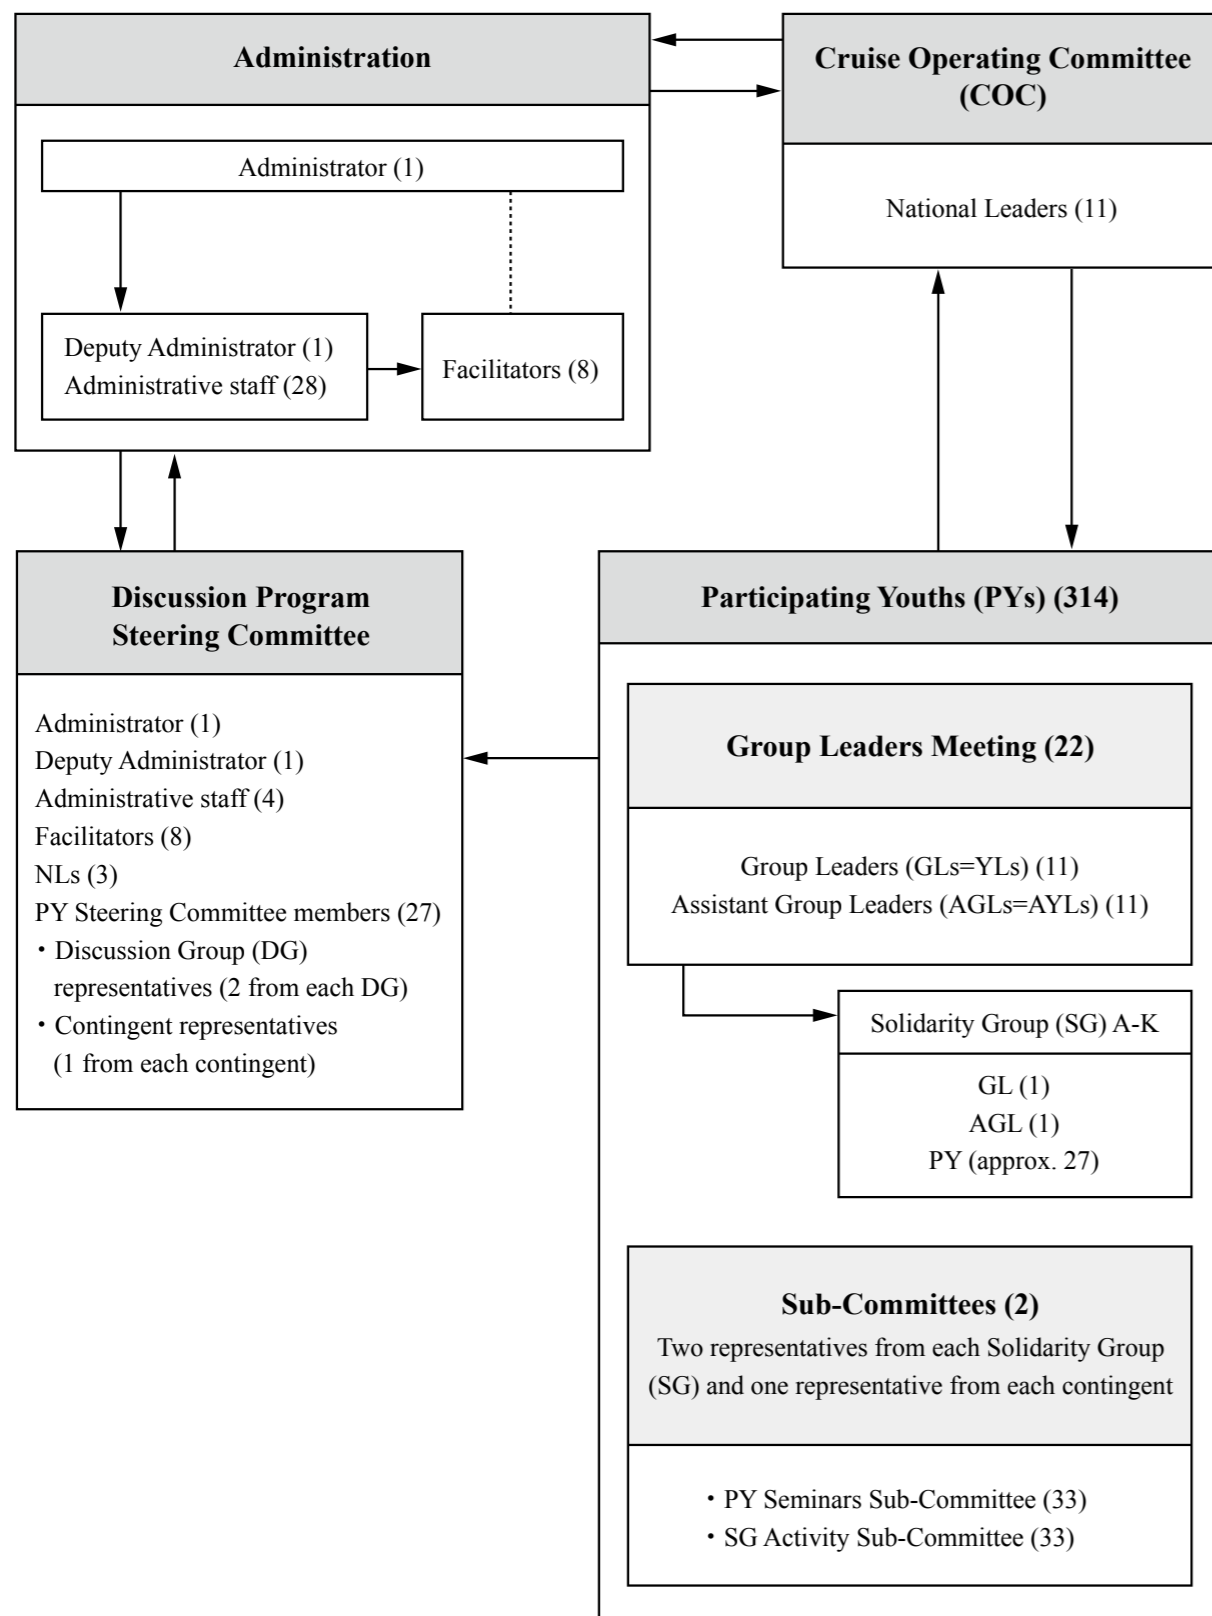 Administration
Administrator (1)
Deputy Administrator (1)
Administrative staff (28)
Facilitators (8)
Cruise Operating Committee
(COC)
National Leaders (11)
Discussion Program
Steering Committee
Administrator (1)
Deputy Administrator (1)
Administrative staff (4)
Facilitators (8)
NLs (3)
PY Steering Committee members (27)
・Discussion Group (DG)
representatives (2 from each DG)
・Contingent representatives
(1 from each contingent)
Participating Youths (PYs) (314)
Group Leaders Meeting (22)
Group Leaders (GLs=YLs) (11)
Assistant Group Leaders (AGLs=AYLs) (11)
Solidarity Group (SG) A-K
GL (1)
AGL (1)
PY (approx. 27)
Sub-Committees (2)
Two representatives from each Solidarity Group
(SG) and one representative from each contingent
・PY Seminars Sub-Committee (33)
・SG Activity Sub-Committee (33)